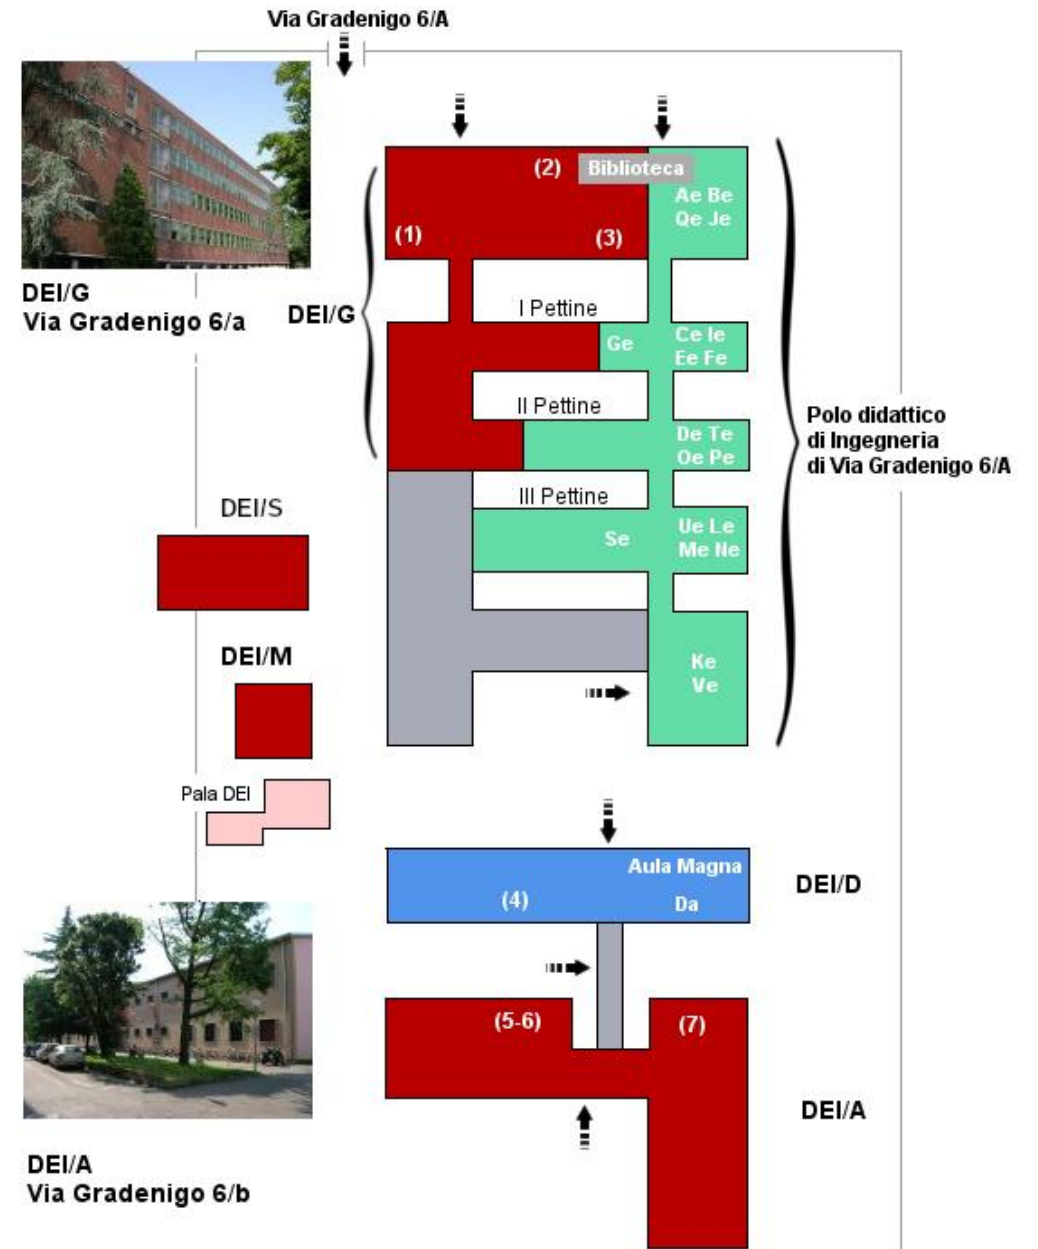 Via Gradenigo 6/A
(2)
Biblioteca
Ae Be
Qe Je
(1)
(3)
DEI/G
Via Gradenigo 6/a
DEI/G
I Pettine
Ge
Ce Ie
Ee Fe
II Pettine
Polo didattico
di Ingegneria
di Via Gradenigo 6/A
De Te
Oe Pe
III Pettine
DEI/S
Se
Ue Le
Me Ne
DEI/M
Ke
Ve
Pala DEI
Aula Magna
(4)
Da
DEI/D
(5-6)
(7)
DEI/A
DEI/A
Via Gradenigo 6/b